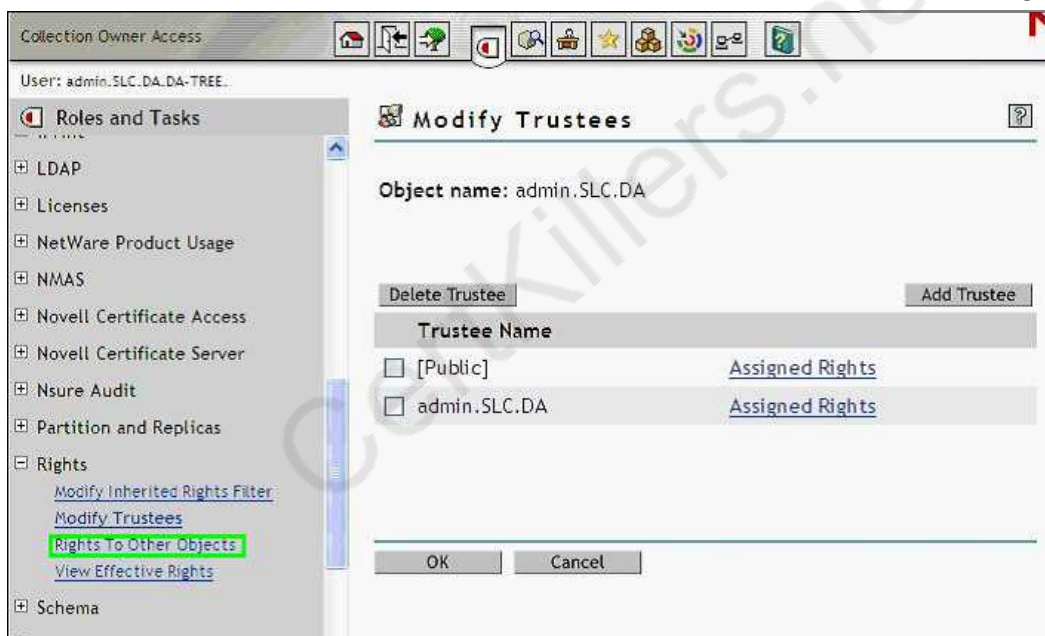 Collection Owner Access
N
User: admin.SLC.DA.DA-TREE.
Roles and Tasks
LDAP
Licenses
NetWare Product Usage
NMAS
Novell Certificate Access
Novell Certificate Server
Nsure Audit
Partition and Replicas
Rights
Modify Inherited Rights Filter
Modify Trustees
Rights To Other Objects
View Effective Rights
Schema
Modify Trustees
?
Object name: admin.SLC.DA
Delete Trustee Add Trustee
Trustee Name
[Public] Assigned Rights
admin.SLC.DA Assigned Rights
OK Cancel
CertKillers.net